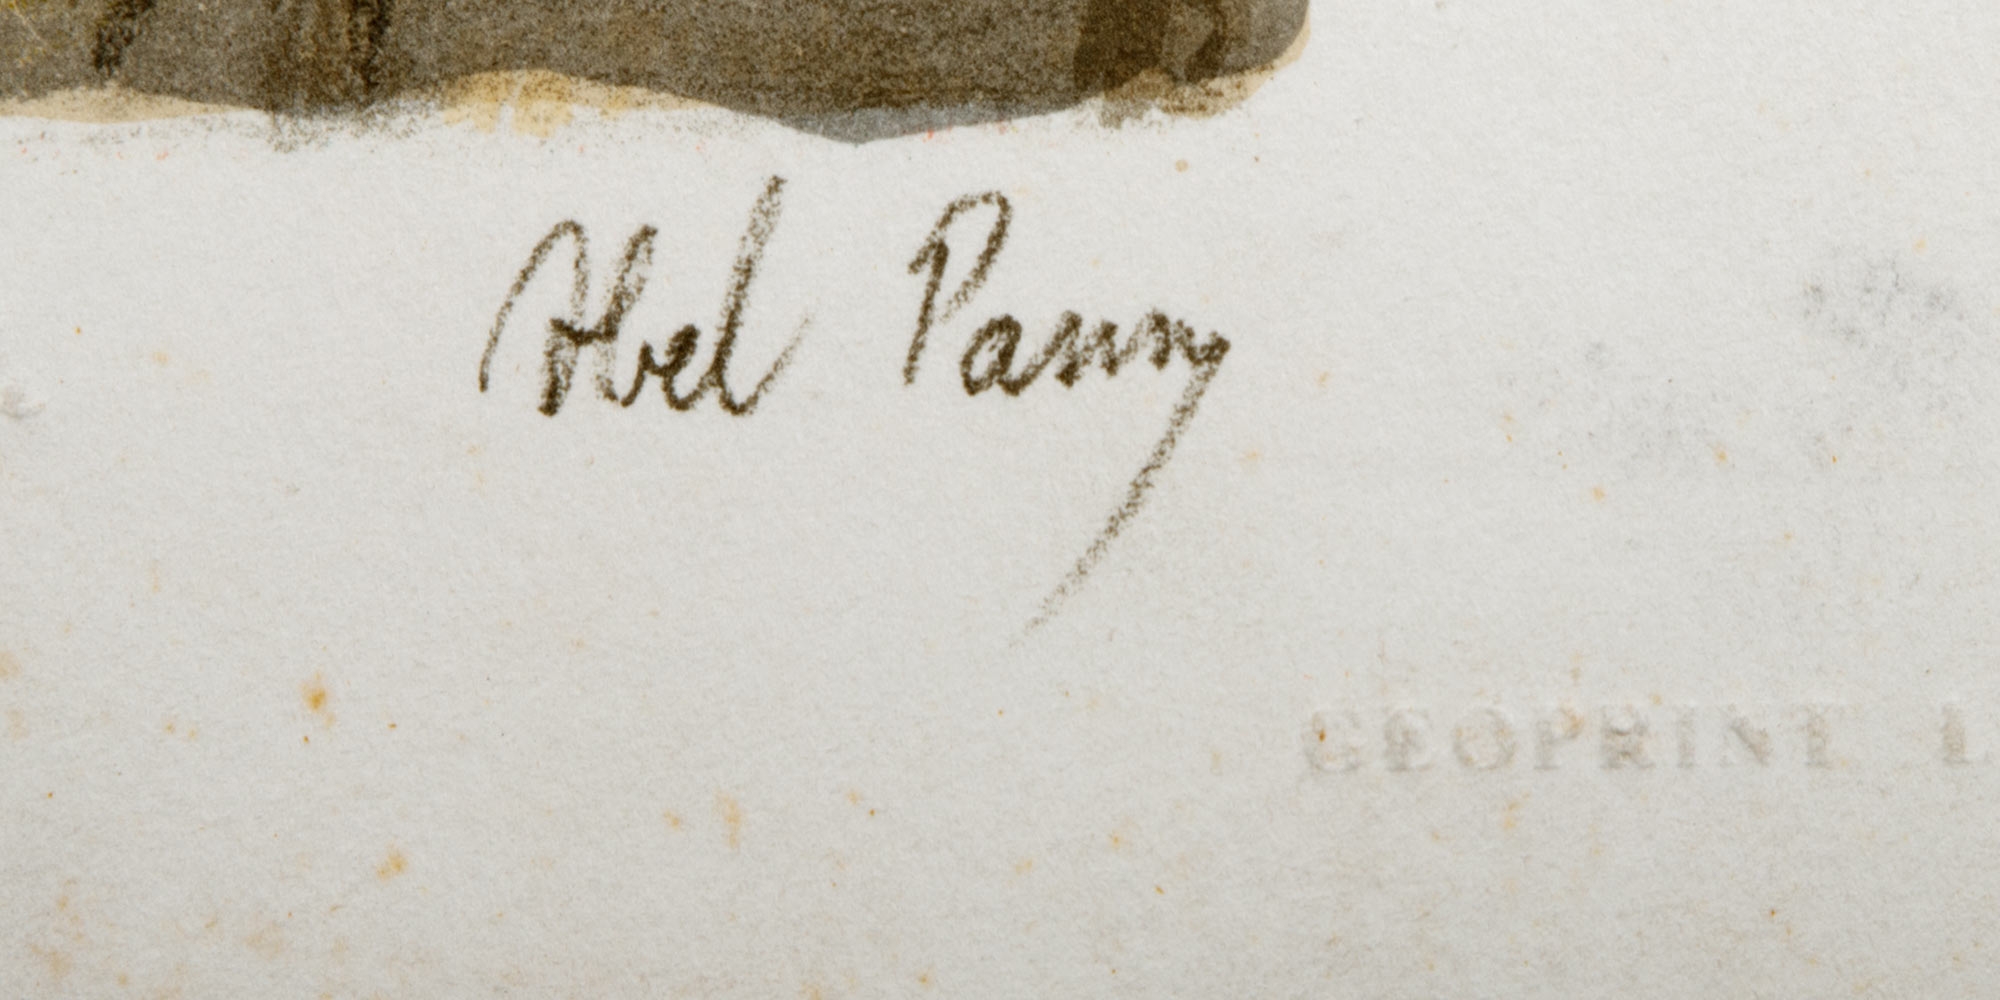 Abel Pann
GEOPRINT L